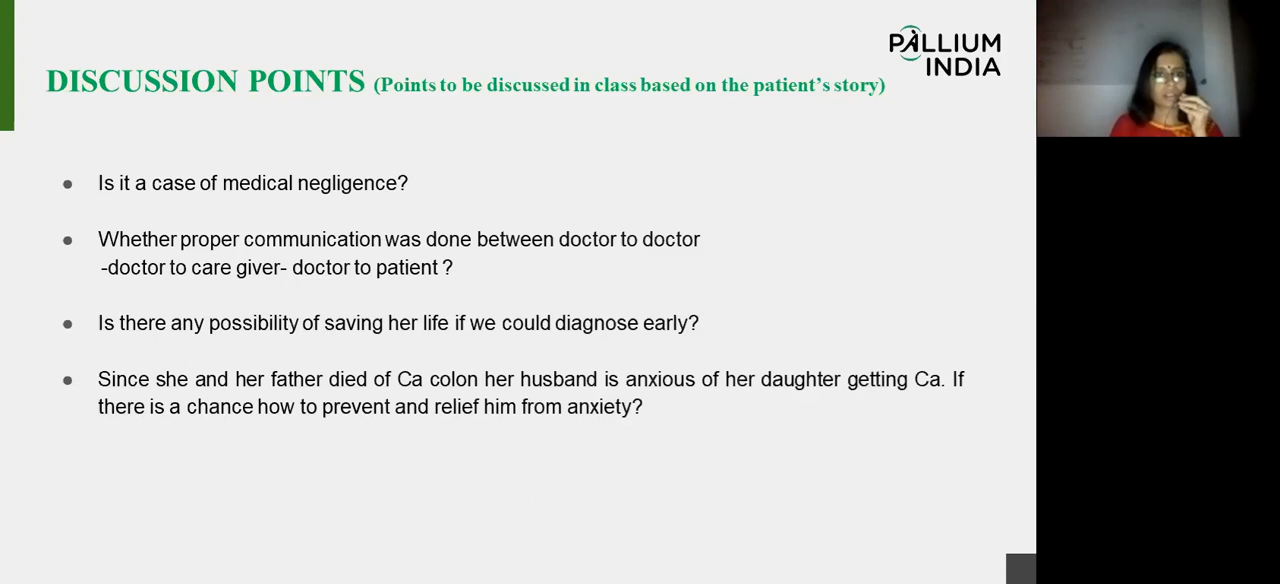 PALLIUM
INDIA
DISCUSSION POINTS (Points to be discussed in class based on the patient's story)
● Is it a case of medical negligence?
● Whether proper communication was done between doctor to doctor
-doctor to care giver- doctor to patient ?
● Is there any possibility of saving her life if we could diagnose early?
● Since she and her father died of Ca colon her husband is anxious of her daughter getting Ca. If
there is a chance how to prevent and relief him from anxiety?